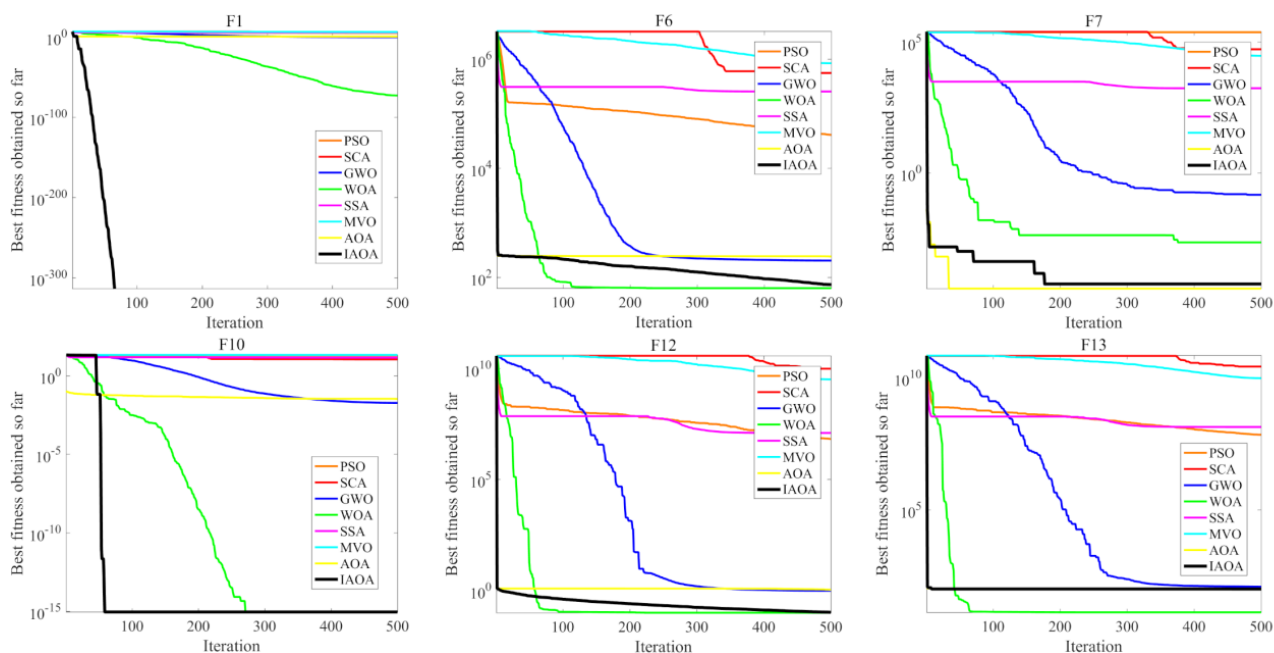 F1
Best fitness obtained so far
10^0
10^-100
10^-200
10^-300
100
200
300
400
500
Iteration
PSO
SCA
GWO
WOA
SSA
MVO
AOA
IAOA
F6
Best fitness obtained so far
10^6
10^4
10^2
100
200
300
400
500
Iteration
PSO
SCA
GWO
WOA
SSA
MVO
AOA
IAOA
F7
Best fitness obtained so far
10^5
10^0
100
200
300
400
500
Iteration
PSO
SCA
GWO
WOA
SSA
MVO
AOA
IAOA
F10
Best fitness obtained so far
10^0
10^-5
10^-10
10^-15
100
200
300
400
500
Iteration
PSO
SCA
GWO
WOA
SSA
MVO
AOA
IAOA
F12
Best fitness obtained so far
10^10
10^5
10^0
100
200
300
400
500
Iteration
PSO
SCA
GWO
WOA
SSA
MVO
AOA
IAOA
F13
Best fitness obtained so far
10^10
10^5
100
200
300
400
500
Iteration
PSO
SCA
GWO
WOA
SSA
MVO
AOA
IAOA